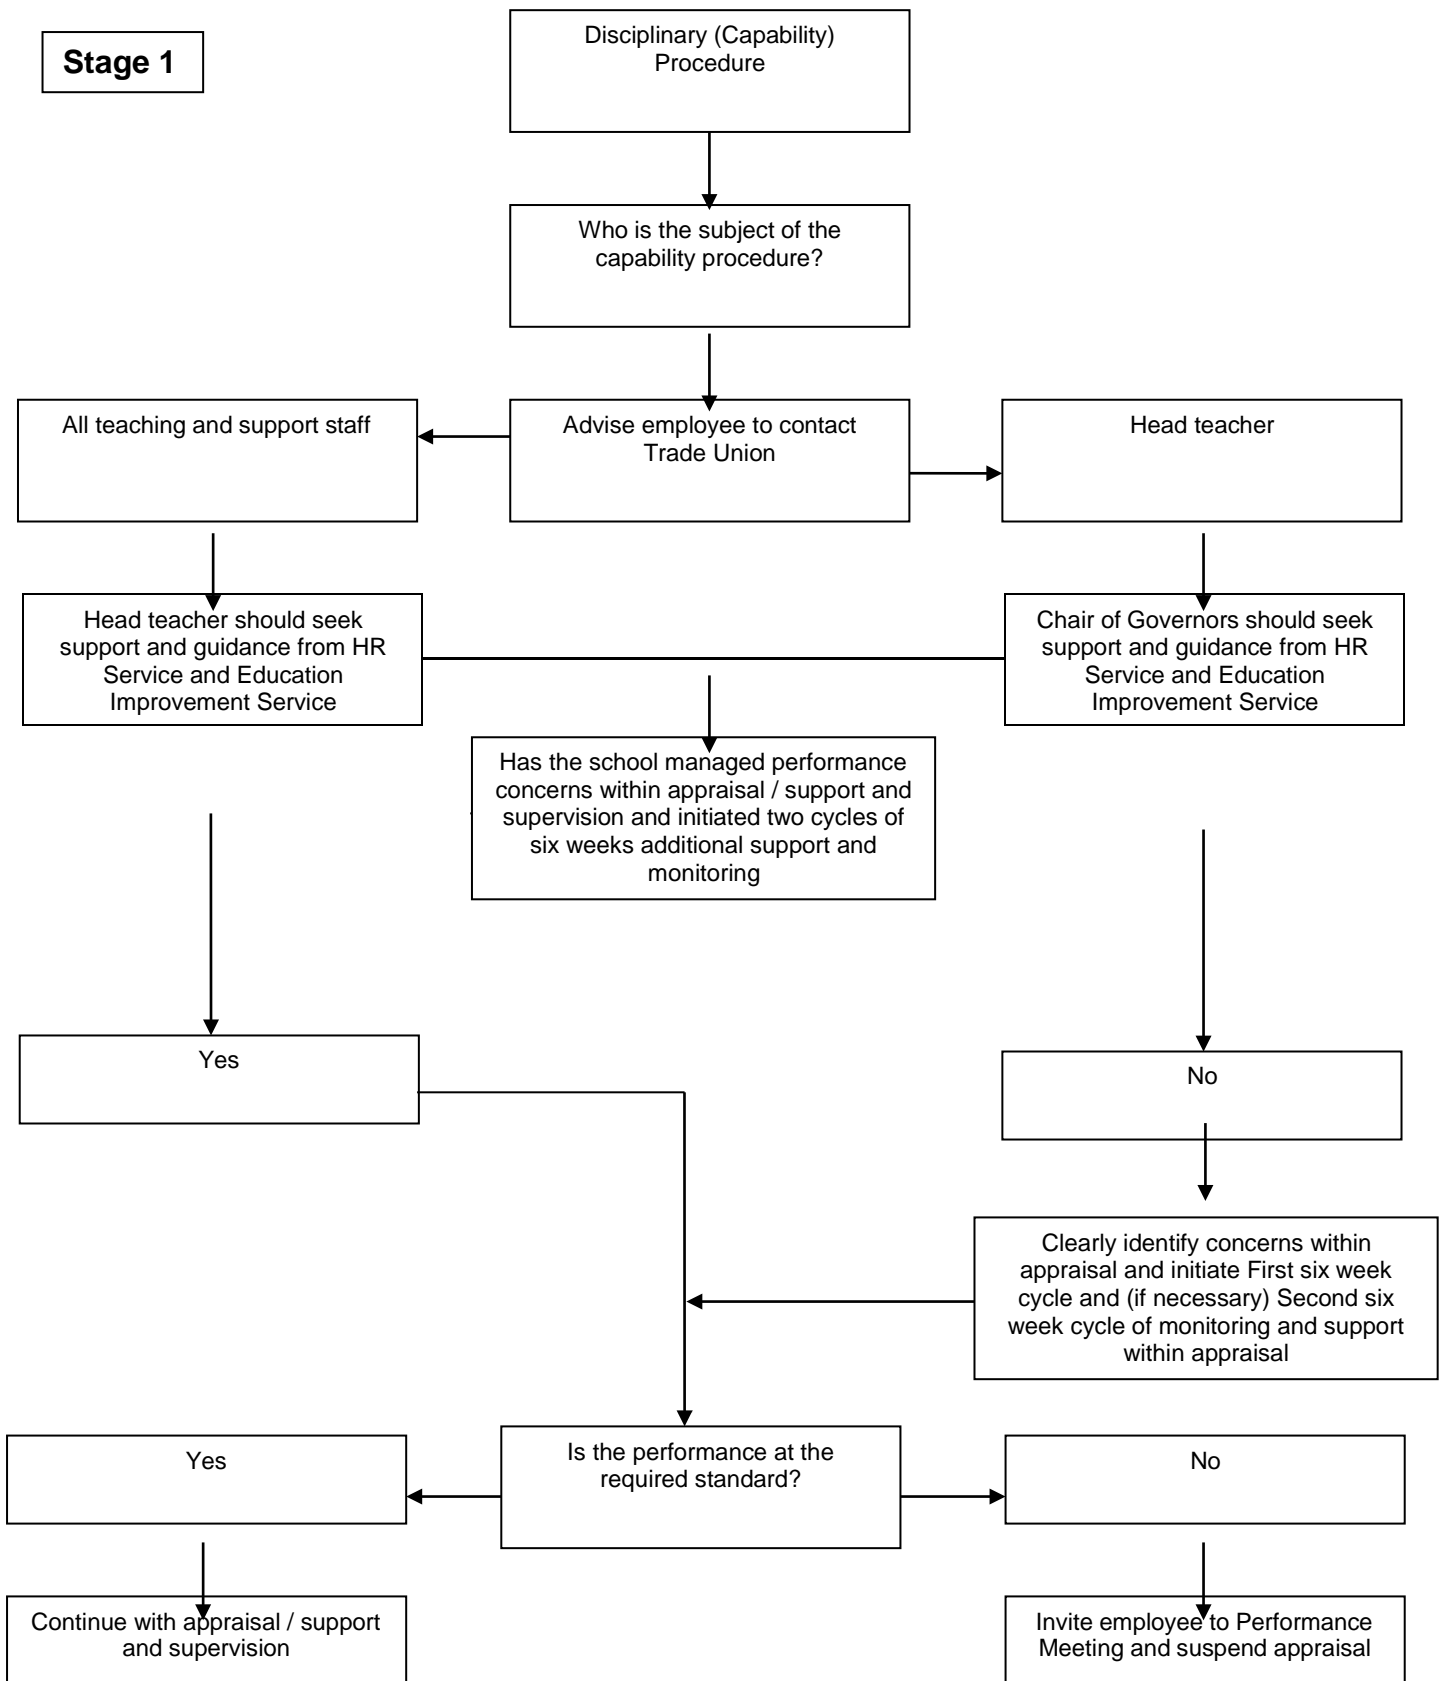 Stage 1
Disciplinary (Capability)
Procedure
Who is the subject of the
capability procedure?
All teaching and support staff
Advise employee to contact
Trade Union
Head teacher
Head teacher should seek
support and guidance from HR
Service and Education
Improvement Service
Chair of Governors should seek
support and guidance from HR
Service and Education
Improvement Service
Has the school managed performance
concerns within appraisal / support and
supervision and initiated two cycles of
six weeks additional support and
monitoring
Yes
No
Clearly identify concerns within
appraisal and initiate First six week
cycle and (if necessary) Second six
week cycle of monitoring and support
within appraisal
Yes
Is the performance at the
required standard?
No
Continue with appraisal / support
and supervision
Invite employee to Performance
Meeting and suspend appraisal